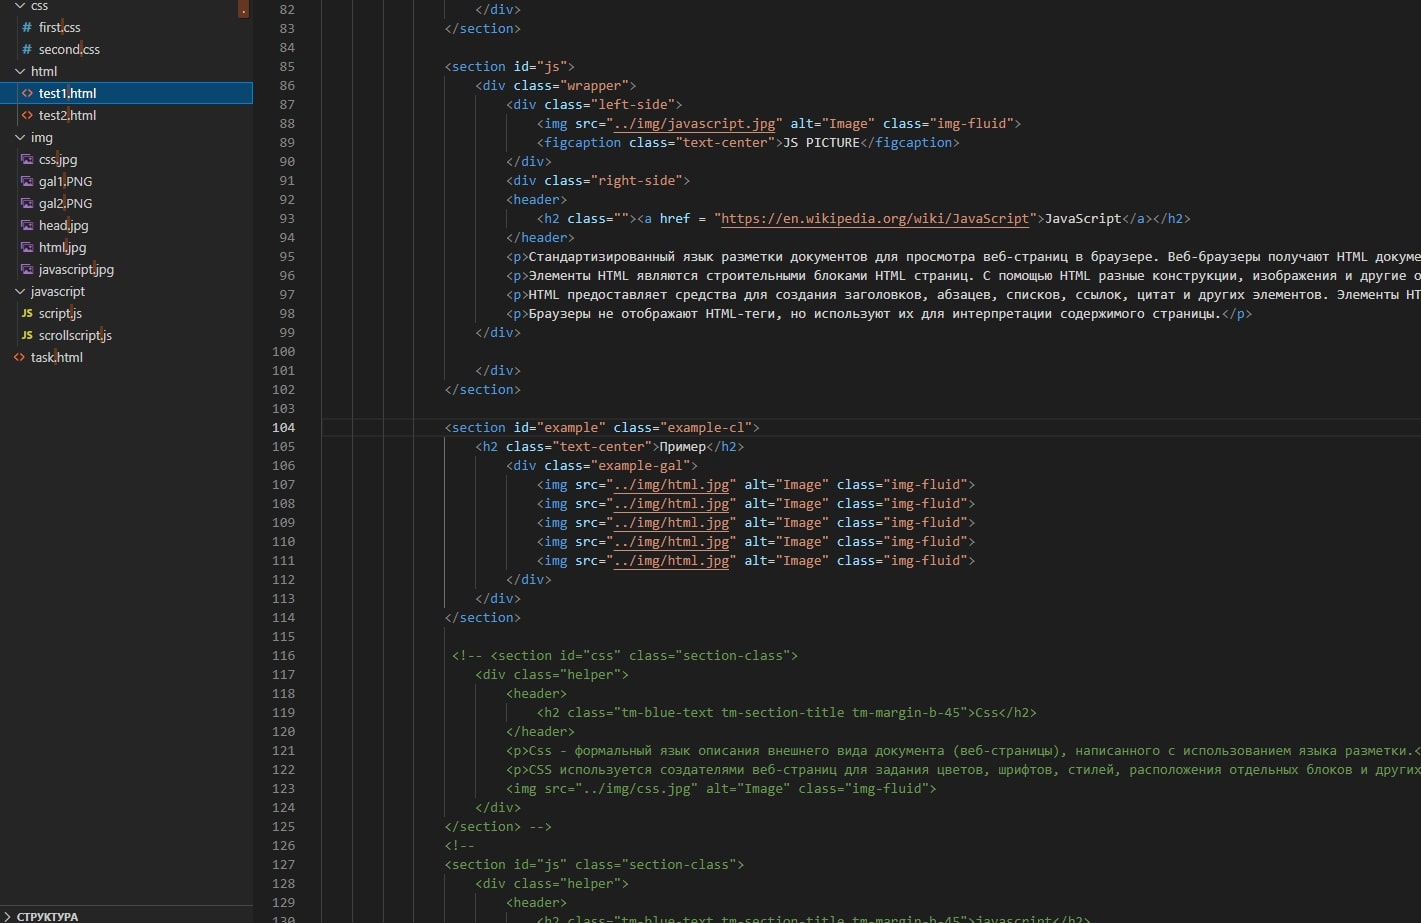 css
first.css
second.css
html
test1.html
test2.html
img
css.jpg
gal1.PNG
gal2.PNG
head.jpg
html.jpg
javascript.jpg
javascript
JS script.js
JS scrollscript.js
task.html
СТРУКТУРА
82 </div>
83 </section>
84
85 <section id="js">
86 <div class="wrapper">
87 <div class="left-side">
88 <img src="../img/javascript.jpg" alt="Image" class="img-fluid">
89 <figcaption class="text-center">JS PICTURE</figcaption>
90 </div>
91 <div class="right-side">
92 <header>
93 <h2 class=""><a href = "https://en.wikipedia.org/wiki/JavaScript">JavaScript</a></h2>
94 </header>
95 <p>Стандартизированный язык разметки документов для просмотра веб-страниц в браузере. Веб-браузеры получают HTML докуме
96 <p>Элементы HTML являются строительными блоками HTML страниц. С помощью HTML разные конструкции, изображения и другие о
97 <p>HTML предоставляет средства для создания заголовков, абзацев, списков, ссылок, цитат и других элементов. Элементы HT
98 <p>Браузеры не отображают HTML-теги, но используют их для интерпретации содержимого страницы.</p>
99 </div>
100
101 </div>
102 </section>
103
104 <section id="example" class="example-cl">
105 <h2 class="text-center">Пример</h2>
106 <div class="example-gal">
107 <img src="../img/html.jpg" alt="Image" class="img-fluid">
108 <img src="../img/html.jpg" alt="Image" class="img-fluid">
109 <img src="../img/html.jpg" alt="Image" class="img-fluid">
110 <img src="../img/html.jpg" alt="Image" class="img-fluid">
111 <img src="../img/html.jpg" alt="Image" class="img-fluid">
112 </div>
113 </div>
114 </section>
115
116 <!-- <section id="css" class="section-class">
117 <div class="helper">
118 <header>
119 <h2 class="tm-blue-text tm-section-title tm-margin-b-45">Css</h2>
120 </header>
121 <p>Css - формальный язык описания внешнего вида документа (веб-страницы), написанного с использованием языка разметки.<
122 <p>CSS используется создателями веб-страниц для задания цветов, шрифтов, стилей, расположения отдельных блоков и других
123 <img src="../img/css.jpg" alt="Image" class="img-fluid">
124 </div>
125 </section> -->
126 <!--
127 <section id="js" class="section-class">
128 <div class="helper">
129 <header>
130 <h2 class="tm-blue-text tm-section-title tm-margin-b-45">javascript</h2>